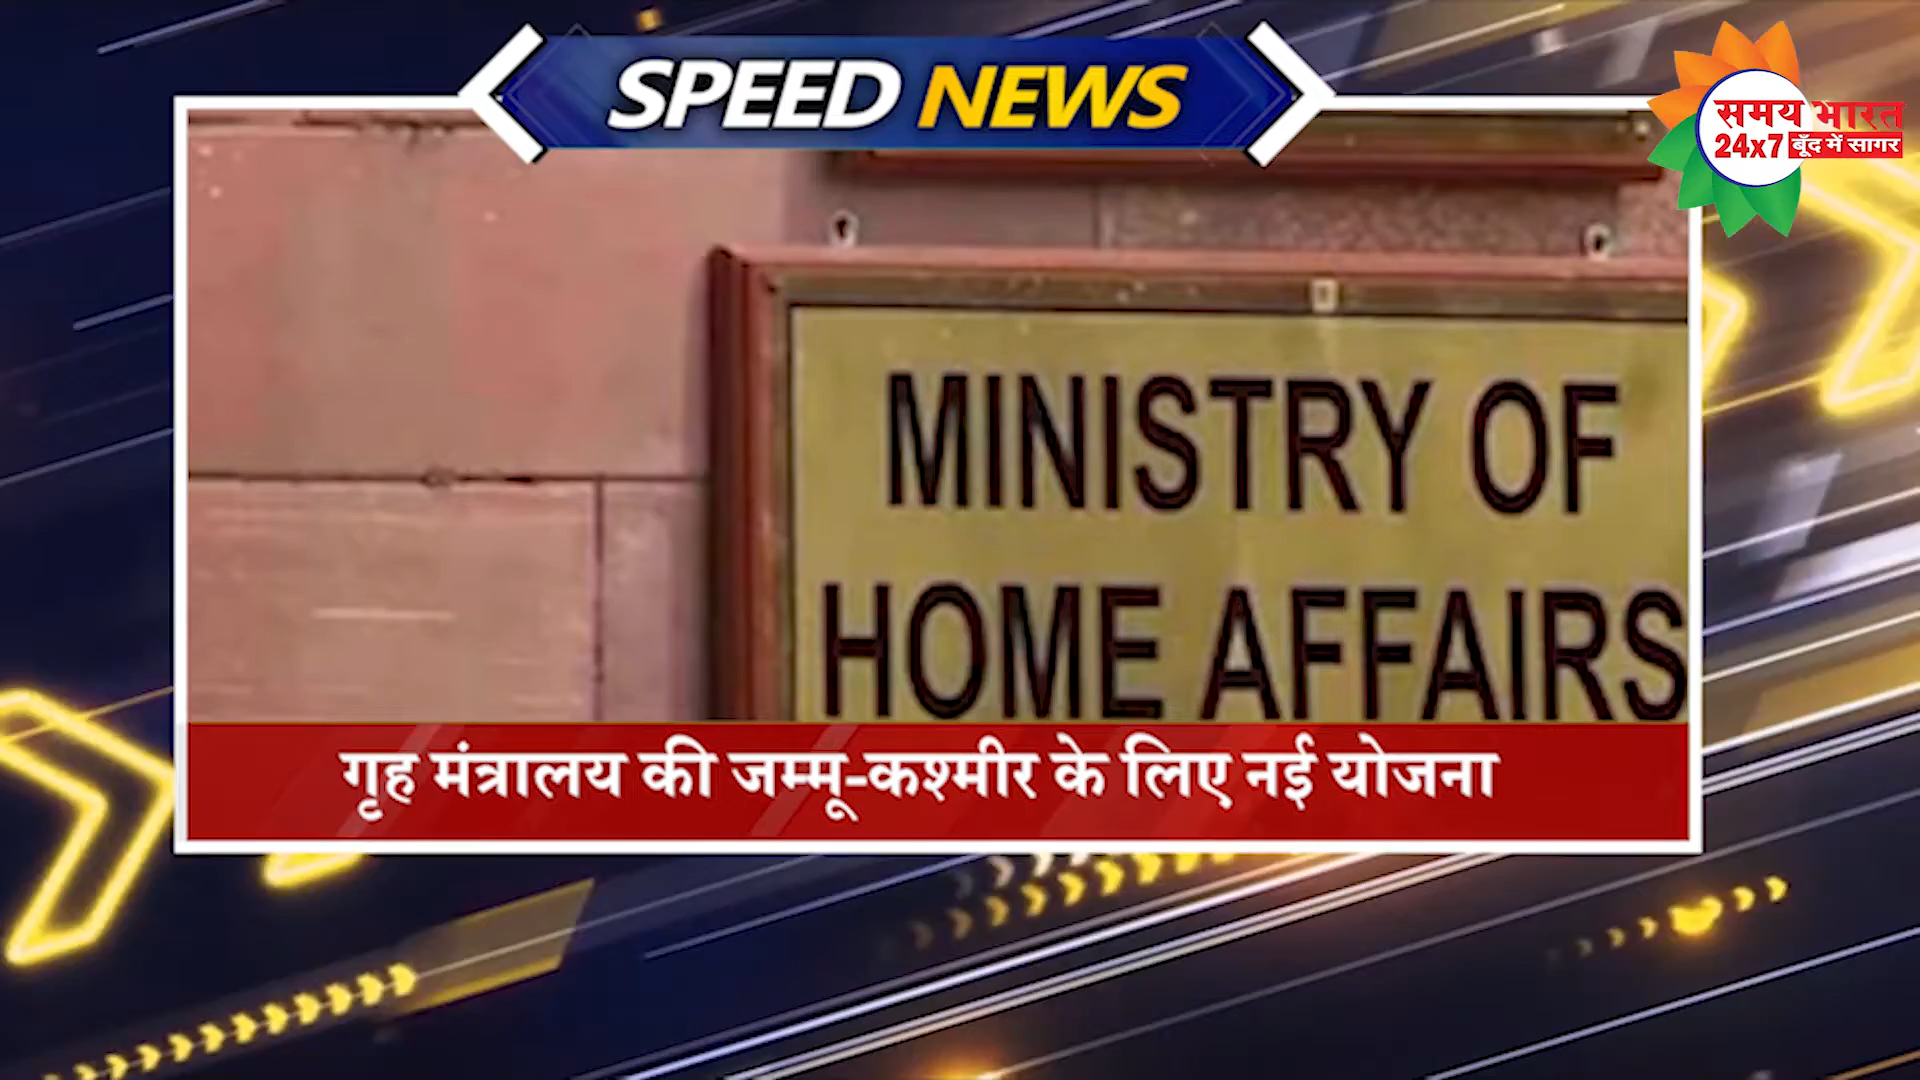 SPEED NEWS
समय भारत
24x7 बूँद में सागर
MINISTRY OF
HOME AFFAIRS
गृह मंत्रालय की जम्मू-कश्मीर के लिए नई योजना